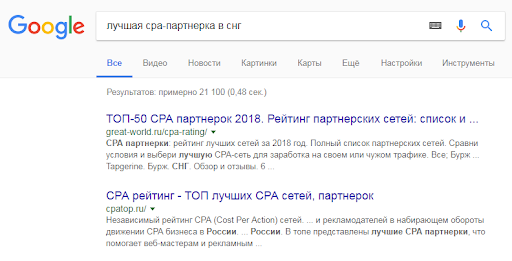 Google
лучшая сра-партнерка в снг
Все Видео Новости Картинки Карты Ещё Настройки Инструменты
Результатов: примерно 21 100 (0,48 сек.)
ТОП-50 CPA партнерок 2018. Рейтинг партнерских сетей: список и ...
great-world.ru/cpa-rating/
CPA партнерки: рейтинг лучших сетей за 2018 год. Полный список партнерских сетей. Сравни
условия и выбери лучшую CPA-сеть для заработка на своем или чужом трафике. Все; Бурж ...
Tapgerine. Бурж. СНГ. Обзор и отзывы. 6 ...
CPA рейтинг - ТОП лучших CPA сетей, партнерок
cpatop.ru/
Независимый рейтинг CPA (Cost Per Action) сетей. ... и рекламодателей в набирающем обороты
движении CPA бизнеса в России. ... России. В топе представлены лучшие CPA партнерки, что
помогает веб-мастерам и рекламным ...